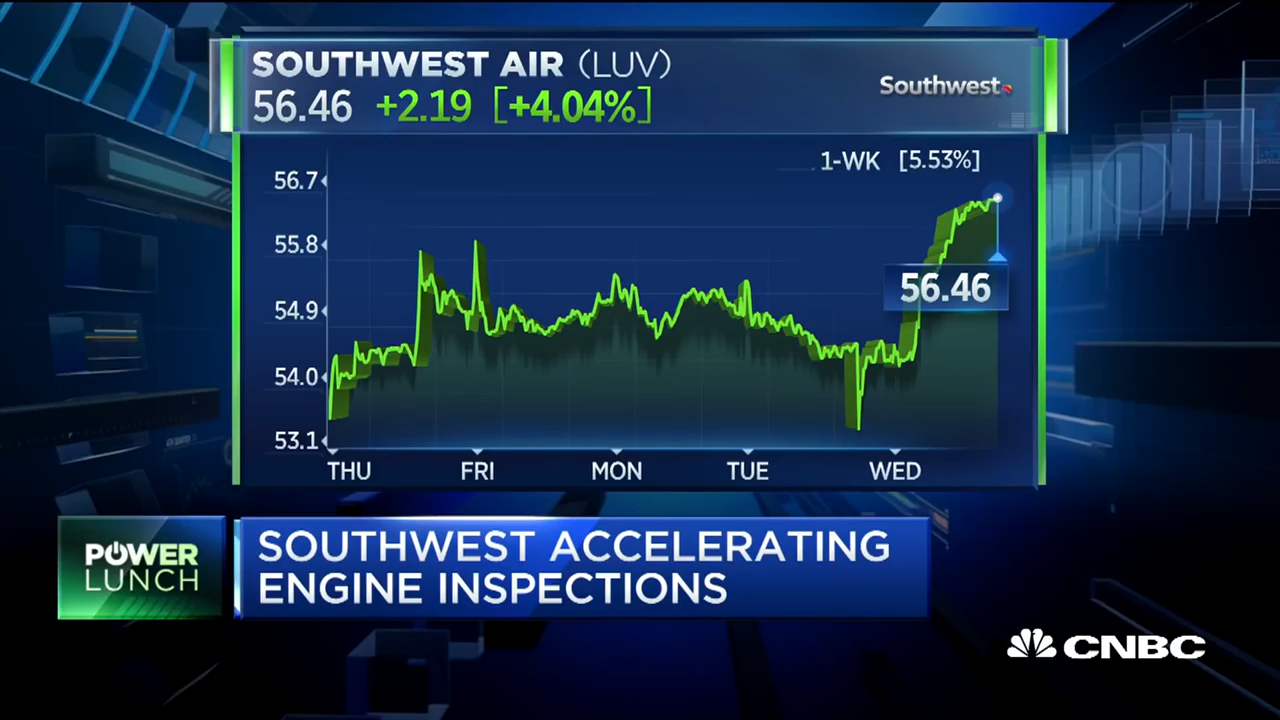 SOUTHWEST AIR (LUV)
56.46 +2.19 [+4.04%]
Southwest
1-WK [5.53%]
56.7
55.8
54.9
54.0
53.1
56.46
THU FRI MON TUE WED
POWER
LUNCH
SOUTHWEST ACCELERATING
ENGINE INSPECTIONS
CNBC